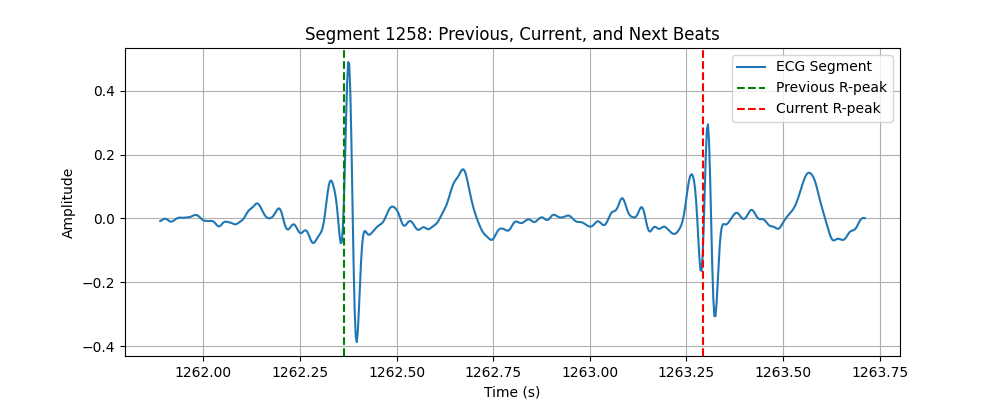 Segment 1258: Previous, Current, and Next Beats
ECG Segment
Previous R-peak
Current R-peak
Amplitude
0.4
0.2
0.0
−0.2
−0.4
1262.00 1262.25 1262.50 1262.75 1263.00 1263.25 1263.50 1263.75
Time (s)